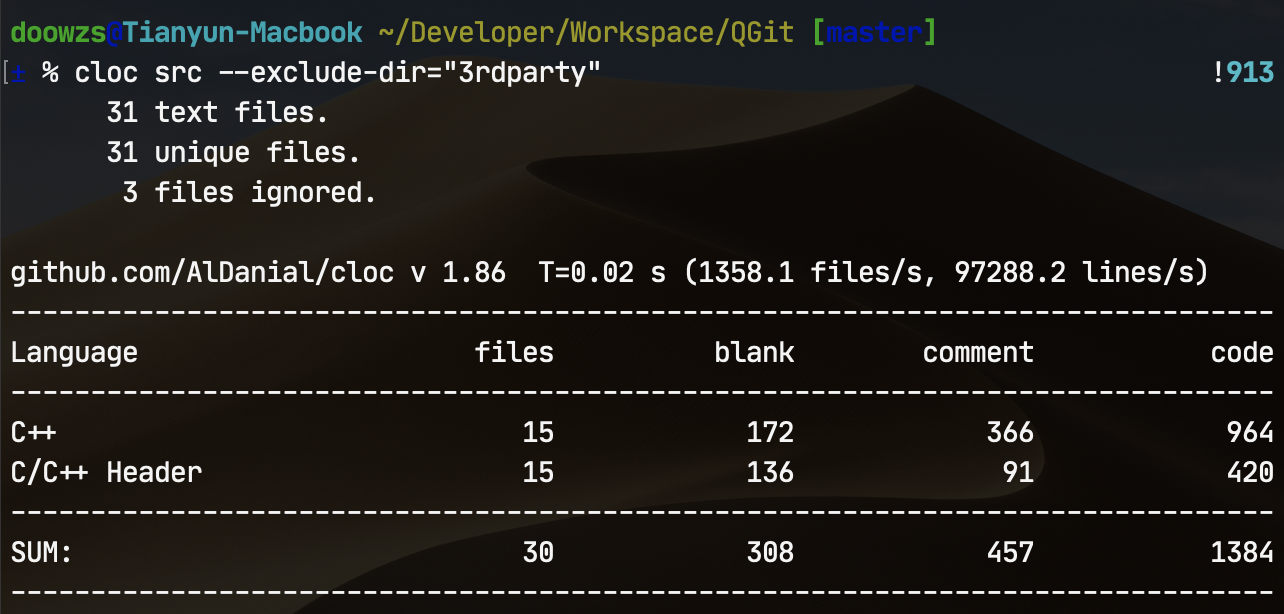 doowzs@Tianyun-Macbook ~/Developer/Workspace/QGit [master]
[± % cloc src --exclude-dir="3rdparty" !913
      31 text files.
      31 unique files.
       3 files ignored.

github.com/AlDanial/cloc v 1.86  T=0.02 s (1358.1 files/s, 97288.2 lines/s)
-------------------------------------------------------------------------------
Language                     files          blank        comment           code
-------------------------------------------------------------------------------
C++                             15            172            366            964
C/C++ Header                    15            136             91            420
-------------------------------------------------------------------------------
SUM:                            30            308            457           1384
-------------------------------------------------------------------------------